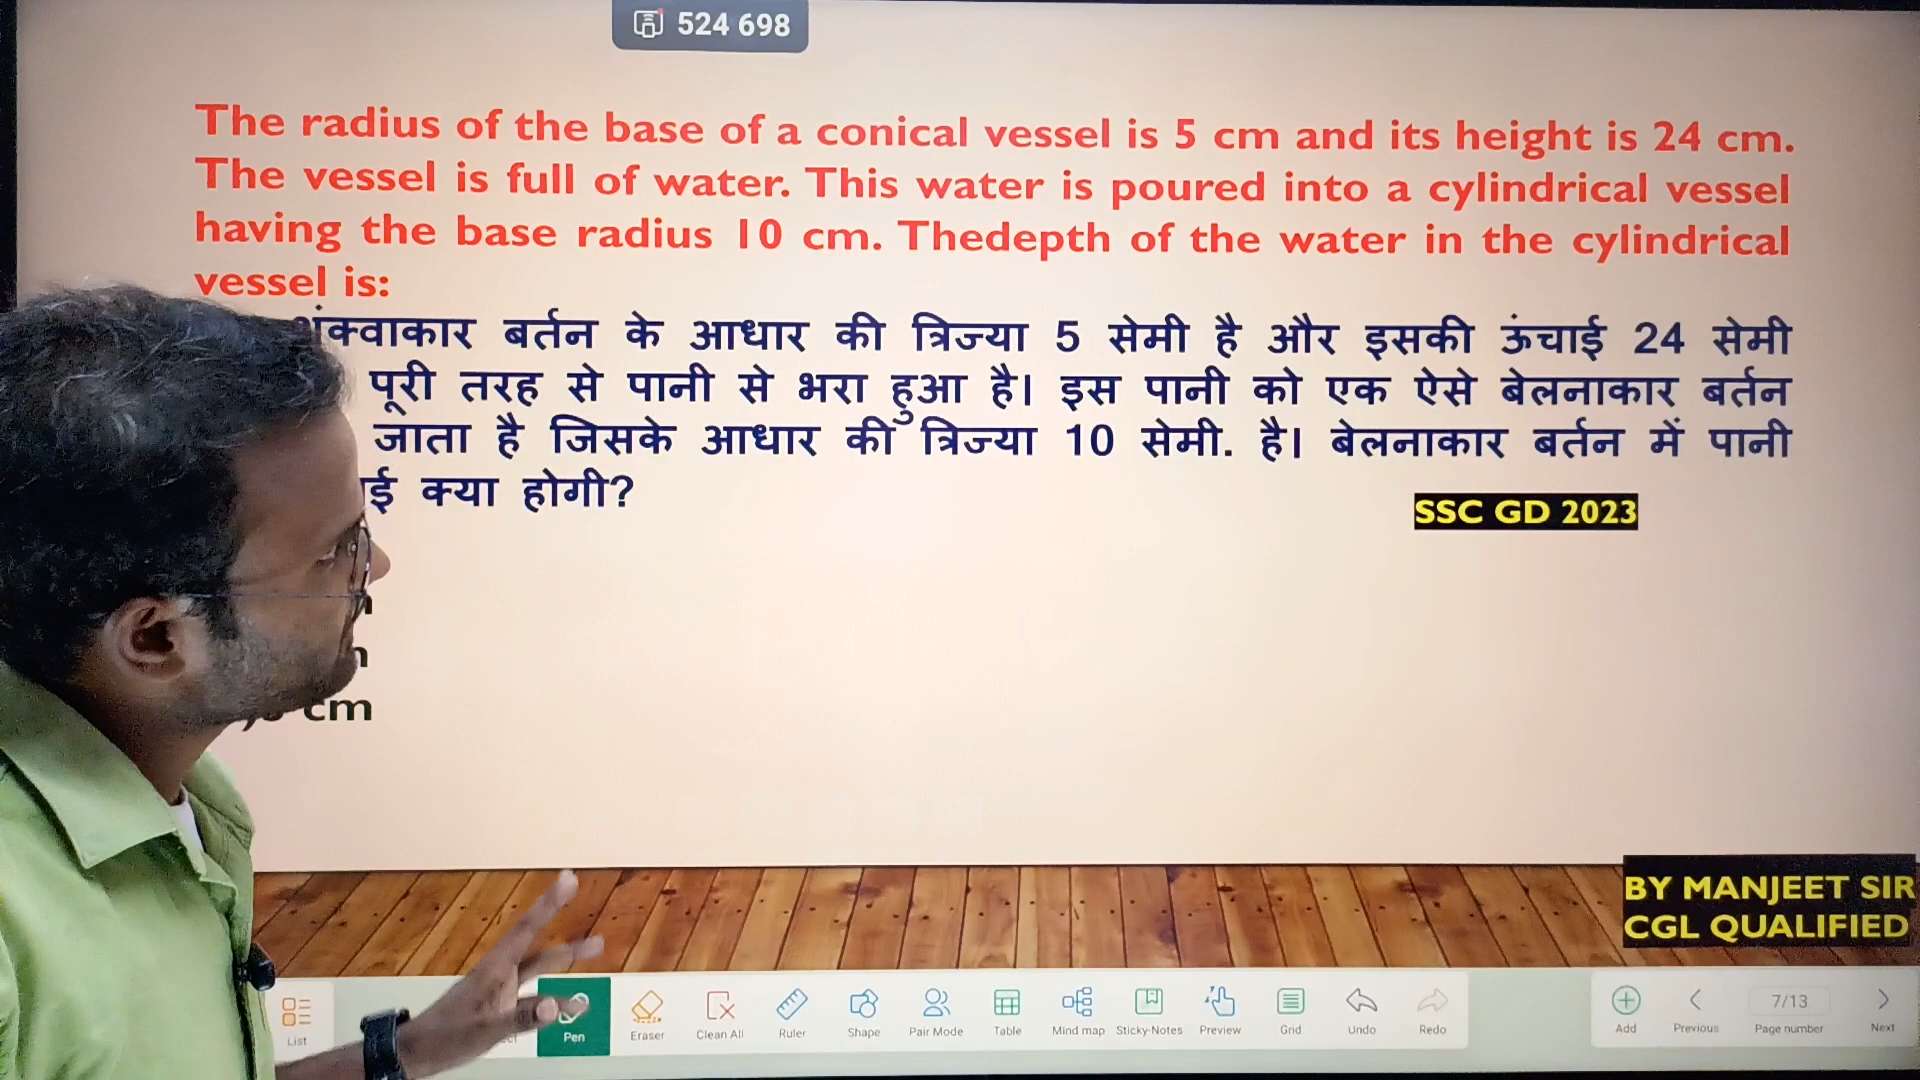 524 698
The radius of the base of a conical vessel is 5 cm and its height is 24 cm.
The vessel is full of water. This water is poured into a cylindrical vessel
having the base radius 10 cm. Thedepth of the water in the cylindrical
vessel is:
बर्तन के आधार की त्रिज्या 5 सेमी है और इसकी ऊंचाई 24 सेमी
पूरी तरह से पानी से भरा हुआ है। इस पानी को एक ऐसे बेलनाकार बर्तन
जाता है जिसके आधार की त्रिज्या 10 सेमी. है। बेलनाकार बर्तन में पानी
क्या होगी?
SSC GD 2023
cm
BY MANJEET SIR
CGL QUALIFIED
List
Pen
Eraser
Clean All
Ruler
Shape
Pair Mode
Table
Mind map
Sticky-Notes
Preview
Grid
Undo
Redo
Add
Previous
7/13
Page number
Next